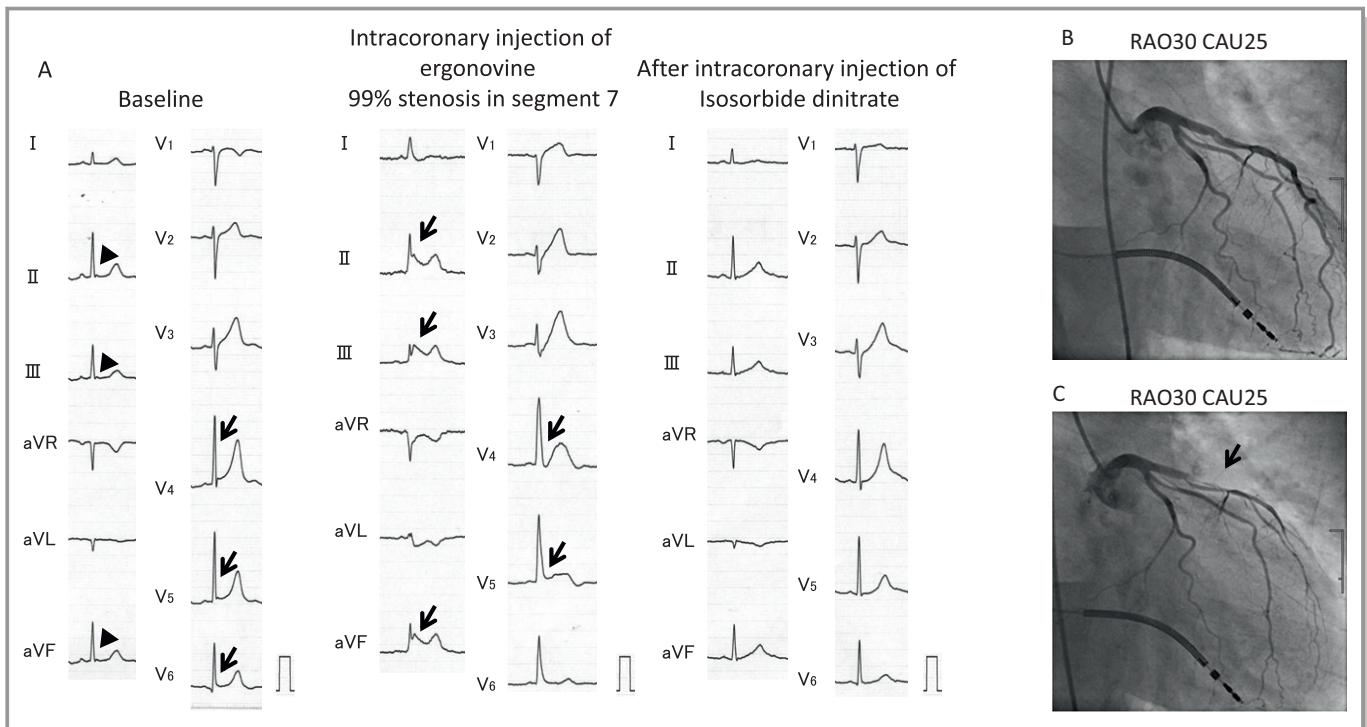 A
Baseline
I
II
III
aVR
aVL
aVF
V1
V2
V3
V4
V5
V6
Intracoronary injection of
ergonovine
99% stenosis in segment 7
I
II
III
aVR
aVL
aVF
V1
V2
V3
V4
V5
V6
After intracoronary injection of
Isosorbide dinitrate
I
II
III
aVR
aVL
aVF
V1
V2
V3
V4
V5
V6
B
RAO30 CAU25
C
RAO30 CAU25